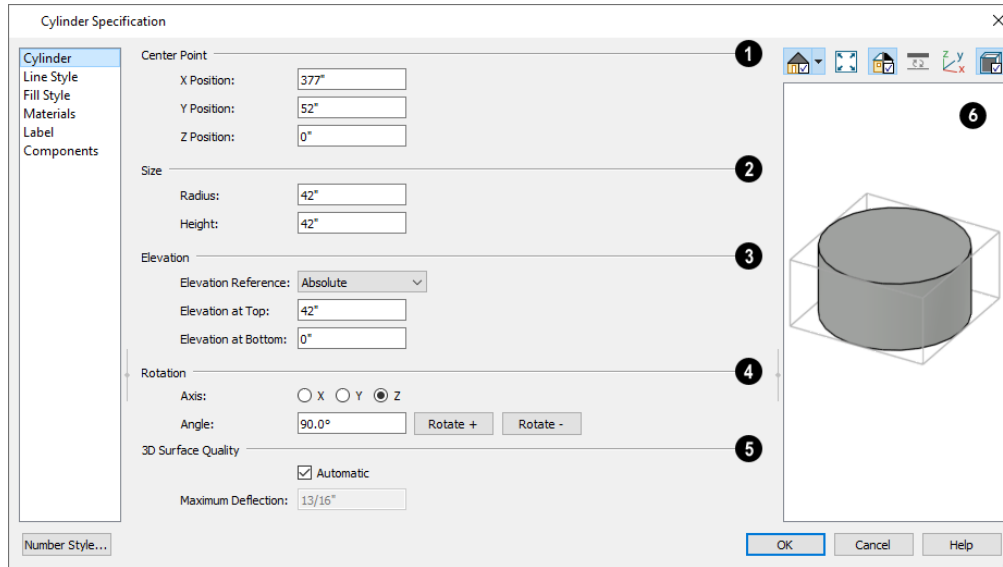 Cylinder Specification
Cylinder
Line Style
Fill Style
Materials
Label
Components
Center Point
1
X Position: 377"
Y Position: 52"
Z Position: 0"
Size
2
Radius: 42"
Height: 42"
Elevation
3
Elevation Reference: Absolute
Elevation at Top: 42"
Elevation at Bottom: 0"
Rotation
4
Axis: X Y Z
Angle: 90.0° Rotate + Rotate -
3D Surface Quality
5
Automatic
Maximum Deflection: 13/16"
z y x
6
Number Style... OK Cancel Help